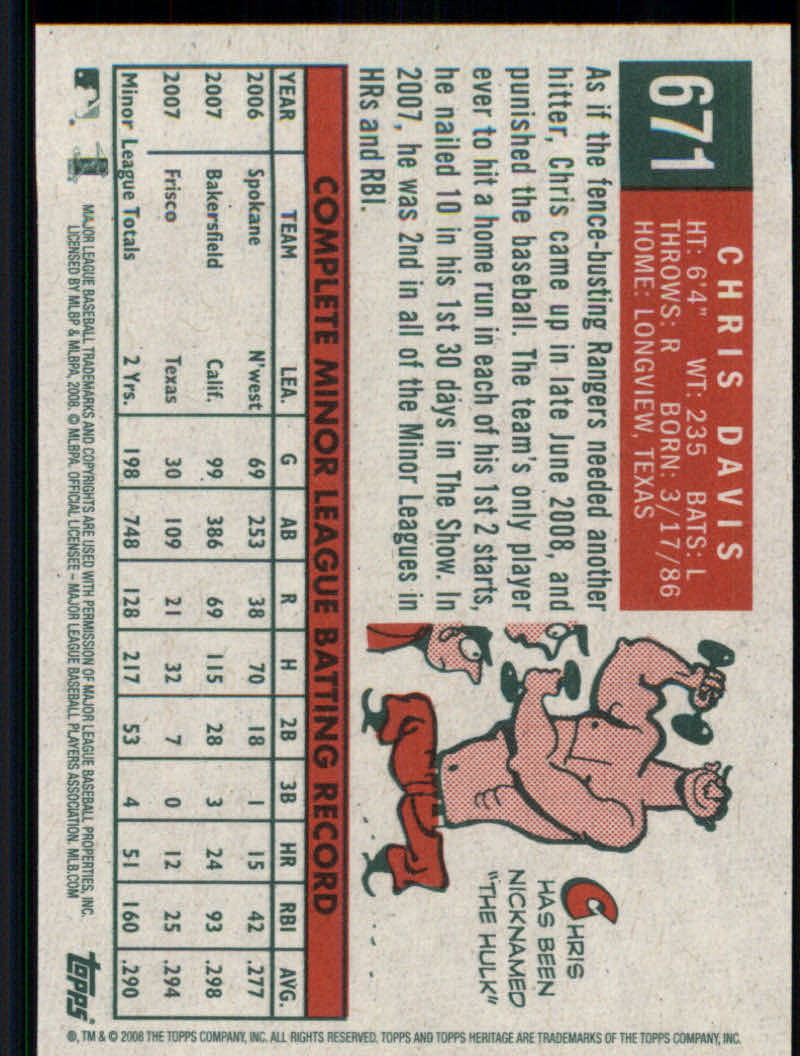 671
CHRIS DAVIS
HT: 6'4" WT: 235 BATS: L
THROWS: R BORN: 3/17/86
HOME: LONGVIEW, TEXAS
As if the fence-busting Rangers needed another
hitter, Chris came up in late June 2008, and
punished the baseball. The team's only player
ever to hit a home run in each of his 1st 2 starts,
he nailed 10 in his 1st 30 days in The Show. In
2007, he was 2nd in all of the Minor Leagues in
HRs and RBI.
CHRIS
HAS BEEN
NICKNAMED
"THE HULK"
COMPLETE MINOR LEAGUE BATTING RECORD
YEAR TEAM LEA. G AB R H 2B 3B HR RBI AVG.
2006 Spokane N'west 69 253 38 70 18 1 15 42 .277
2007 Bakersfield Calif. 99 386 69 115 28 3 24 93 .298
2007 Frisco Texas 30 109 21 32 7 0 12 25 .294
Minor League Totals 2 Yrs. 198 748 128 217 53 4 51 160 .290
MAJOR LEAGUE BASEBALL TRADEMARKS AND COPYRIGHTS ARE USED WITH PERMISSION OF MAJOR LEAGUE BASEBALL PROPERTIES, INC.
LICENSED BY MLBP & MLBPA, 2008. © MLBPA. OFFICIAL LICENSEE – MAJOR LEAGUE BASEBALL PLAYERS ASSOCIATION. MLB.COM
topps®
®, TM & © 2008 THE TOPPS COMPANY, INC. ALL RIGHTS RESERVED. TOPPS AND TOPPS HERITAGE ARE TRADEMARKS OF THE TOPPS COMPANY, INC.